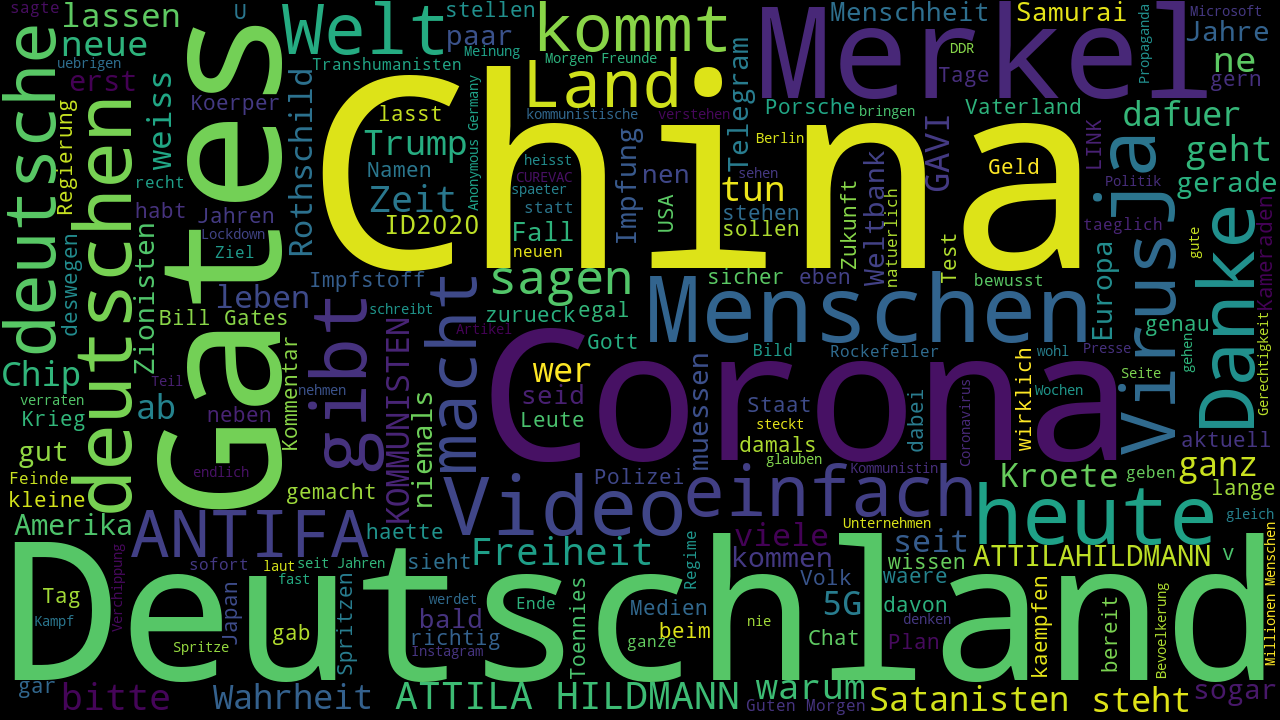 sagte
lassen
neue
uebrigen
erst
U
Welt
stellen
paar
Meinung
kommt
Morgen Freunde
Transhumanisten
Merkel
Menschheit
Samurai
DDR
Tage
Propaganda
Microsoft
Jahre
ne
gern
deutsche
deutschen
Regierung
weiss
Koerper
Gates
Rothschild
China
Land
lasst
Trump
Namen
Zeit
ID2020
Anonymous Germany
kommunistische
heisst
CUREVAC
spaeter
statt
Fall
neuen
Impfung
verstehen
nen
USA
Telegram
tun
stehen
sollen
Porsche
bringen
Berlin
sehen
Zukunft
Weltbank
natuerlich
GAVI
Test
Vaterland
Geld
bewusst
LINK
Politik
taeglich
ja
Virus
dafuer
geht
gerade
gute
Danke
Kameraden
Gerechtigkeit
recht
habt
Jahren
Lockdown
Ziel
deswegen
Zionisten
leben
Bill Gates
Impfstoff
gibt
schreibt
KOMMUNISTEN
macht
sagen
zurueck
egal
Artikel
Gott
sicher
eben
Menschen
Europa
genau
gehen
Chip
verraten
Krieg
Teil
ab
neben
Kommentar
nehmen
Corona
wer
seid
Leute
muessen
Bild
Rockefeller
Staat
steckt
damals
glauben
dabei
Coronavirus
wirklich
wohl
Wochen
Presse
Seite
gut
Feinde
kleine
endlich
gemacht
niemals
Video
Polizei
einfach
Kommunistin
Kroete
geben
aktuell
ganz
lange
gleich
Amerika
ANTIFA
haette
Freiheit
Regime
viele
kommen
Unternehmen
seit
wissen
heute
ATTILAHILDMANN
v
Millionen Menschen
Deutschland
sofort
laut
seit Jahren
fast
sieht
Tag
Kampf
Verchippung
Japan
Spritze
gab
Spritzen
werdet
bald
richtig
Instagram
Ende
Toennies
Medien
beim
ganze
nie
Volk
Chat
5G
waere
davon
denken
Plan
kaempfen
bereit
Bevoelkerung
gar
bitte
Wahrheit
ATTILA HILDMANN
warum
Guten Morgen
Satanisten
steht
sogar